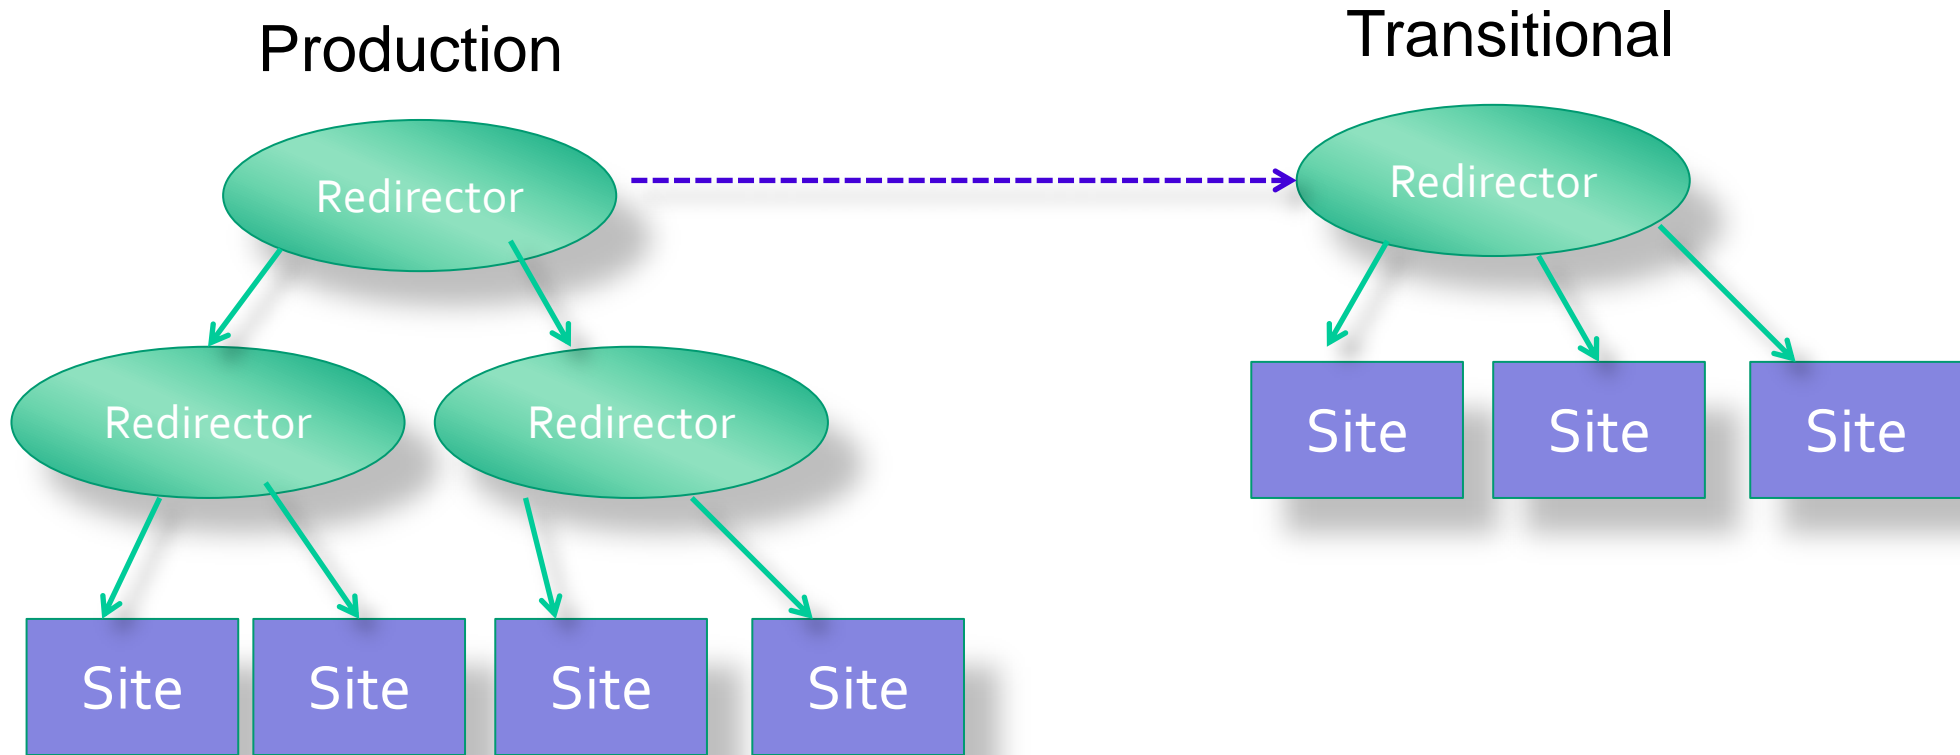 Production
Transitional
Redirector
Redirector
Redirector
Redirector
Site
Site
Site
Site
Site
Site
Site